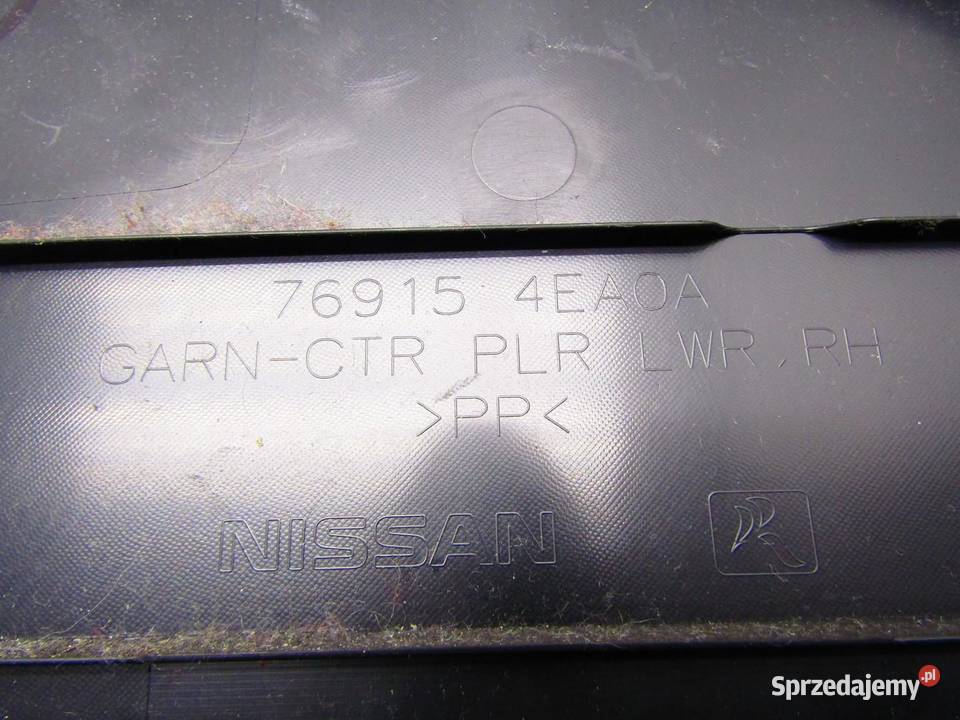 76915 4EA0A
GARN-CTR PLR LWR,RH
>PP<
NISSAN
Sprzedajemy.pl